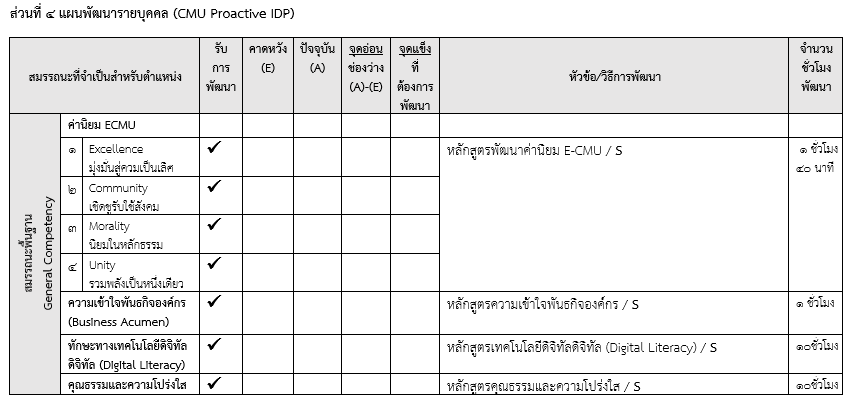 ส่วนที่ ๔ แผนพัฒนารายบุคคล (CMU Proactive IDP)
สมรรถนะที่จำเป็นสำหรับตำแหน่ง
รับ
การ
พัฒนา
คาดหวัง
(E)
ปัจจุบัน
(A)
จุดอ่อน
ช่องว่าง
(A)-(E)
จุดแข็ง
ที่
ต้องการ
พัฒนา
หัวข้อ/วิธีการพัฒนา
จำนวน
ชั่วโมง
พัฒนา
สมรรถนะพื้นฐาน
General Competency
ค่านิยม ECMU
๑ Excellence ✓ หลักสูตรพัฒนาค่านิยม E-CMU / S ๑ ชั่วโมง
มุ่งมั่นสู่ควมเป็นเลิศ ๔๐ นาที
๒ Community ✓
เชิดชูรับใช้สังคม
๓ Morality ✓
นิยมในหลักธรรม
๔ Unity ✓
รวมพลังเป็นหนึ่งเดียว
ความเข้าใจพันธกิจองค์กร ✓ หลักสูตรความเข้าใจพันธกิจองค์กร / S ๑ ชั่วโมง
(Business Acumen)
ทักษะทางเทคโนโลยีดิจิทัล ✓ หลักสูตรเทคโนโลยีดิจิทัลดิจิทัล (Digital Literacy) / S ๑๐ชั่วโมง
ดิจิทัล (Digital Literacy)
คุณธรรมและความโปร่งใส ✓ หลักสูตรคุณธรรมและความโปร่งใส / S ๑๐ชั่วโมง